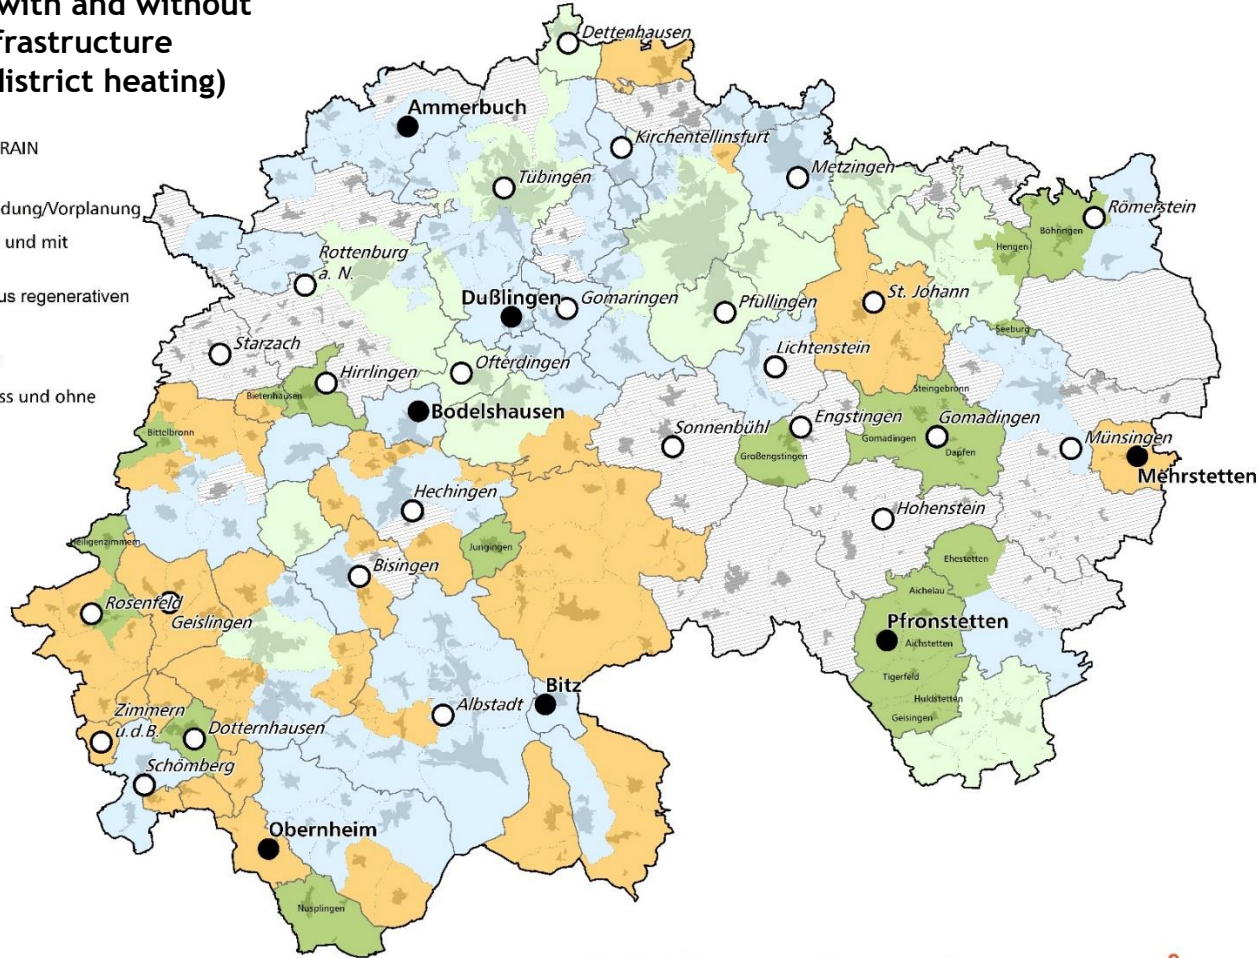 with and without
frastructure
district heating)
RAIN
dung/Vorplanung
und mit
us regenerativen
ss und ohne
Dettenhausen
Ammerbuch
Kirchentellinsfurt
Metzingen
Tübingen
Römerstein
Böhringen
Hengen
Rottenburg
a. N.
Dußlingen
Gomaringen
Pfullingen
St. Johann
Seeburg
Starzach
Lichtenstein
Ofterdingen
Hirrlingen
Bietenhausen
Steingebronn
Bodelshausen
Engstingen
Gomadingen
Sonnenbühl
Bittelbronn
Gomadingen
Münsingen
Großengstingen
Dapfen
Mehrstetten
Hechingen
Hohenstein
Heiligenzimmern
Jungingen
Ehestetten
Bisingen
Aichelau
Rosenfeld
Geislingen
Pfronstetten
Aichstetten
Tigerfeld
Bitz
Huldstetten
Albstadt
Zimmern
u.d.B.
Geisingen
Dotternhausen
Schömberg
Obernheim
Nusplingen